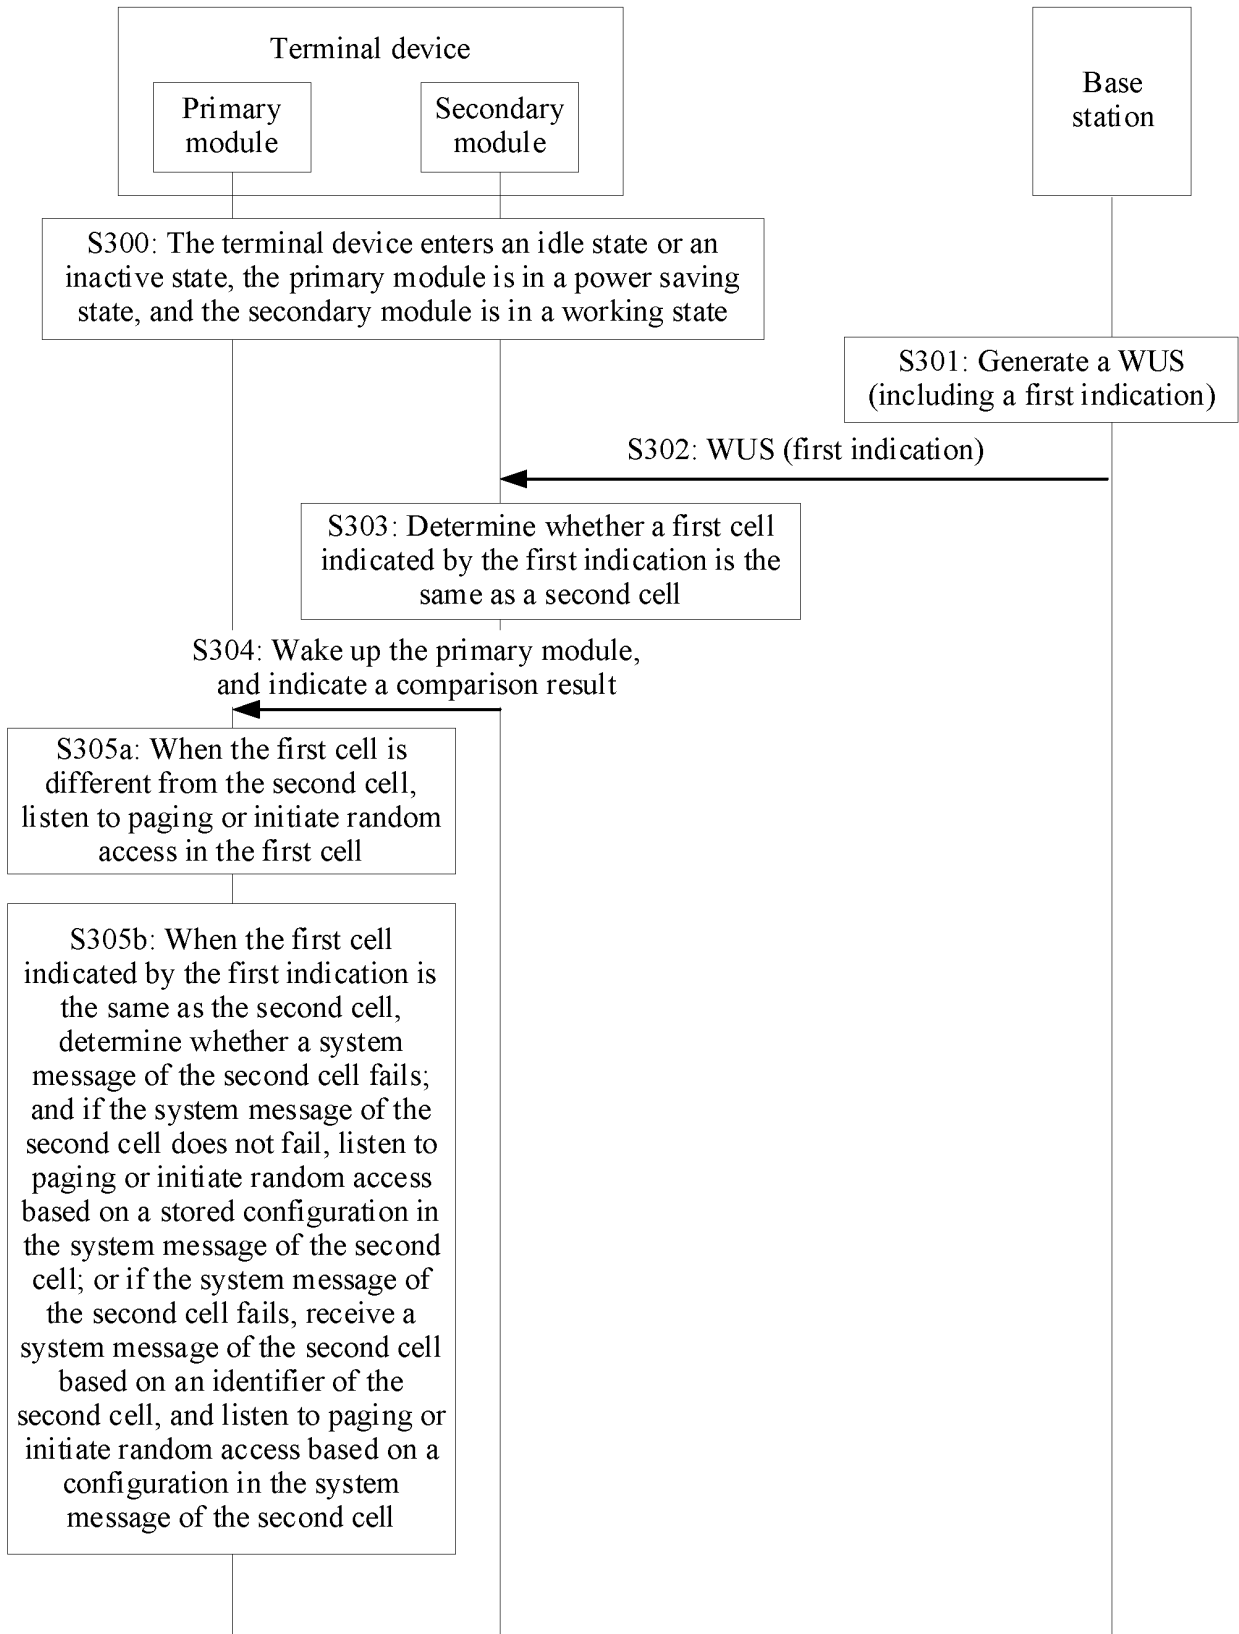 Terminal device
Primary
module
Secondary
module
Base
station
S300: The terminal device enters an idle state or an
inactive state, the primary module is in a power saving
state, and the secondary module is in a working state
S301: Generate a WUS
(including a first indication)
S302: WUS (first indication)
S303: Determine whether a first cell
indicated by the first indication is the
same as a second cell
S304: Wake up the primary module,
and indicate a comparison result
S305a: When the first cell is
different from the second cell,
listen to paging or initiate random
access in the first cell
S305b: When the first cell
indicated by the first indication is
the same as the second cell,
determine whether a system
message of the second cell fails;
and if the system message of the
second cell does not fail, listen to
paging or initiate random access
based on a stored configuration in
the system message of the second
cell; or if the system message of
the second cell fails, receive a
system message of the second cell
based on an identifier of the
second cell, and listen to paging or
initiate random access based on a
configuration in the system
message of the second cell